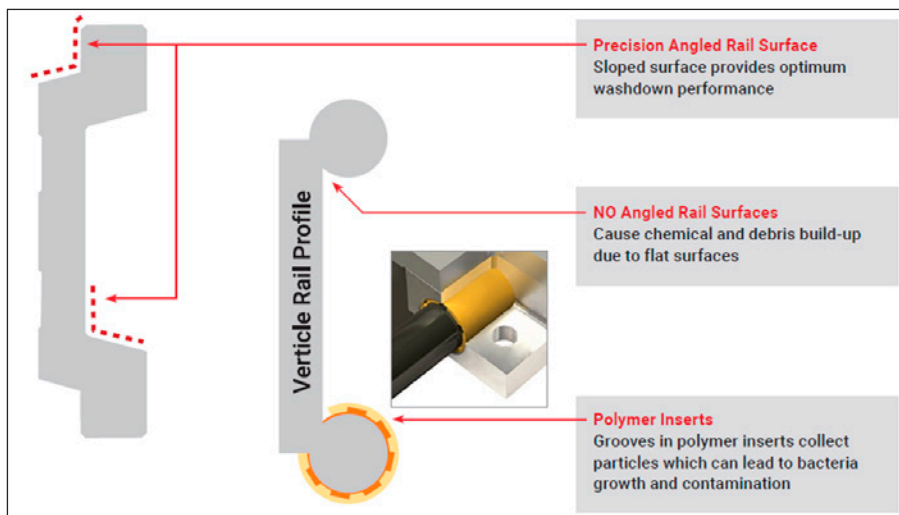 Precision Angled Rail Surface
Sloped surface provides optimum
washdown performance
Verticle Rail Profile
NO Angled Rail Surfaces
Cause chemical and debris build-up
due to flat surfaces
Polymer Inserts
Grooves in polymer inserts collect
particles which can lead to bacteria
growth and contamination